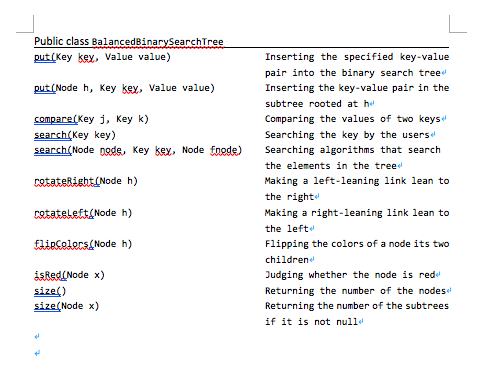 Public class BalancedBinarySearchTree
put(Key key, Value value) Inserting the specified key-value
pair into the binary search tree
put(Node h, Key key, Value value) Inserting the key-value pair in the
subtree rooted at h
compare(Key j, Key k) Comparing the values of two keys
search(Key key) Searching the key by the users
search(Node node, Key key, Node fnode) Searching algorithms that search
the elements in the tree
rotateRight(Node h) Making a left-leaning link lean to
the right
rotateLeft(Node h) Making a right-leaning link lean to
the left
flipColors(Node h) Flipping the colors of a node its two
children
isRed(Node x) Judging whether the node is red
size() Returning the number of the nodes
size(Node x) Returning the number of the subtrees
if it is not null